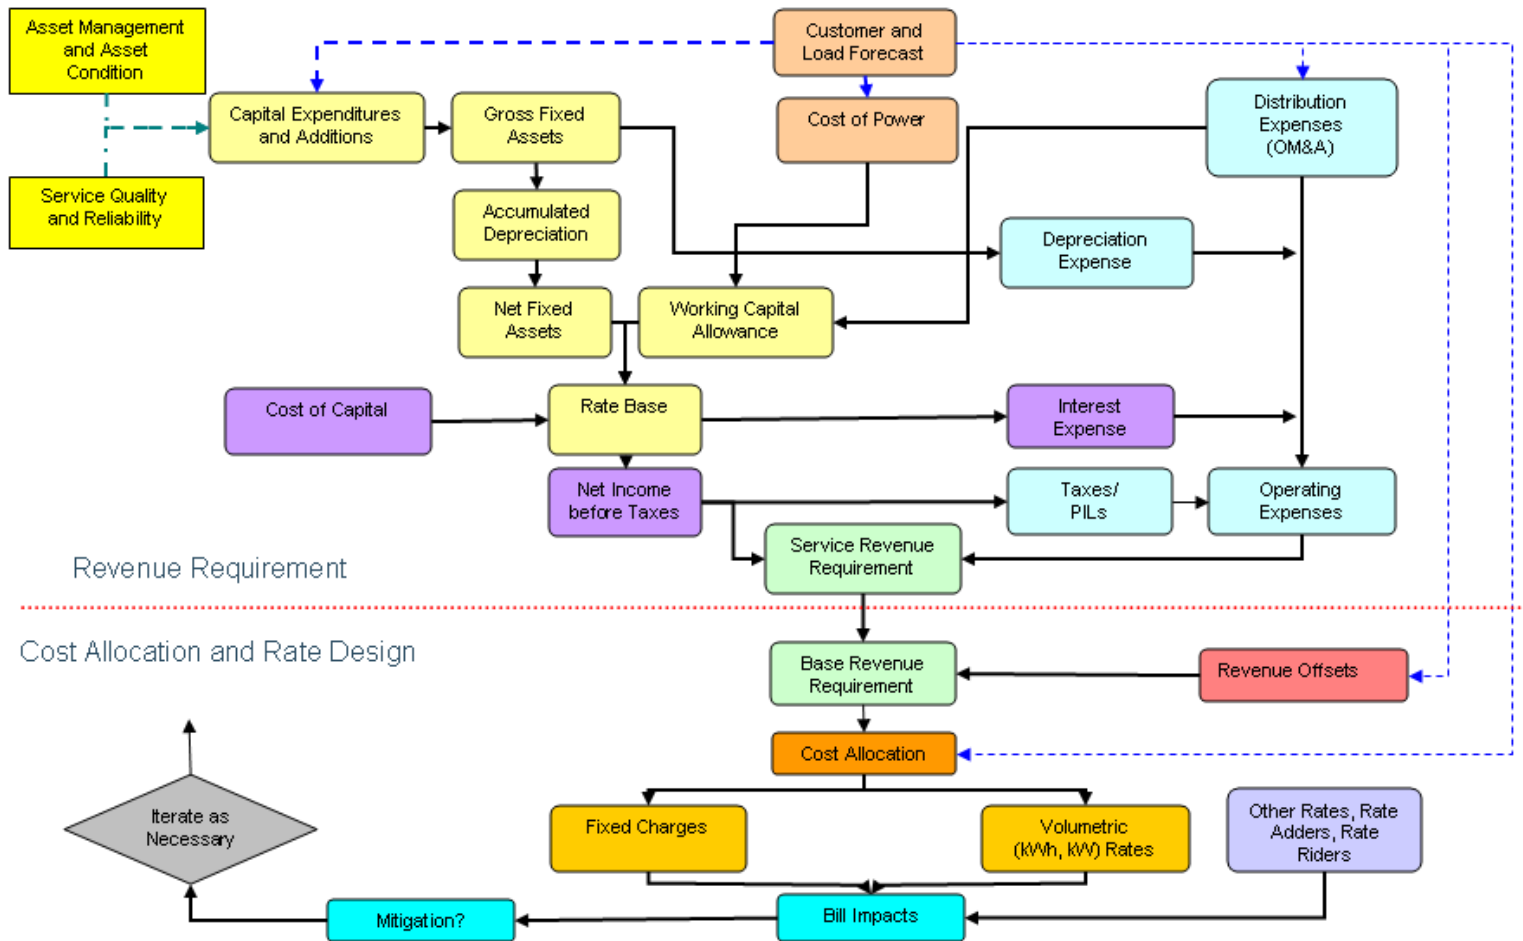 Asset Management
and Asset
Condition
Customer and
Load Forecast
Capital Expenditures
and Additions
Gross Fixed
Assets
Cost of Power
Distribution
Expenses
(OM&A)
Service Quality
and Reliability
Accumulated
Depreciation
Depreciation
Expense
Net Fixed
Assets
Working Capital
Allowance
Cost of Capital
Rate Base
Interest
Expense
Net Income
before Taxes
Taxes/
PILs
Operating
Expenses
Service Revenue
Requirement
Revenue Requirement
Cost Allocation and Rate Design
Base Revenue
Requirement
Revenue Offsets
Cost Allocation
Iterate as
Necessary
Fixed Charges
Volumetric
(kWh, kW) Rates
Other Rates, Rate
Adders, Rate
Riders
Mitigation?
Bill Impacts